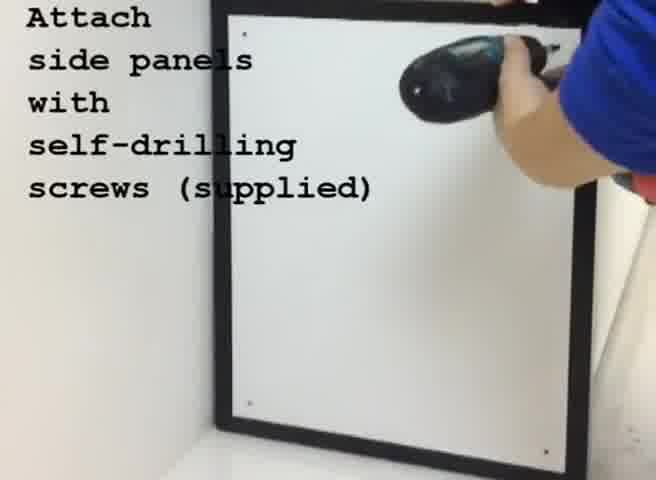 Attach
side panels
with
self-drilling
screws (supplied)